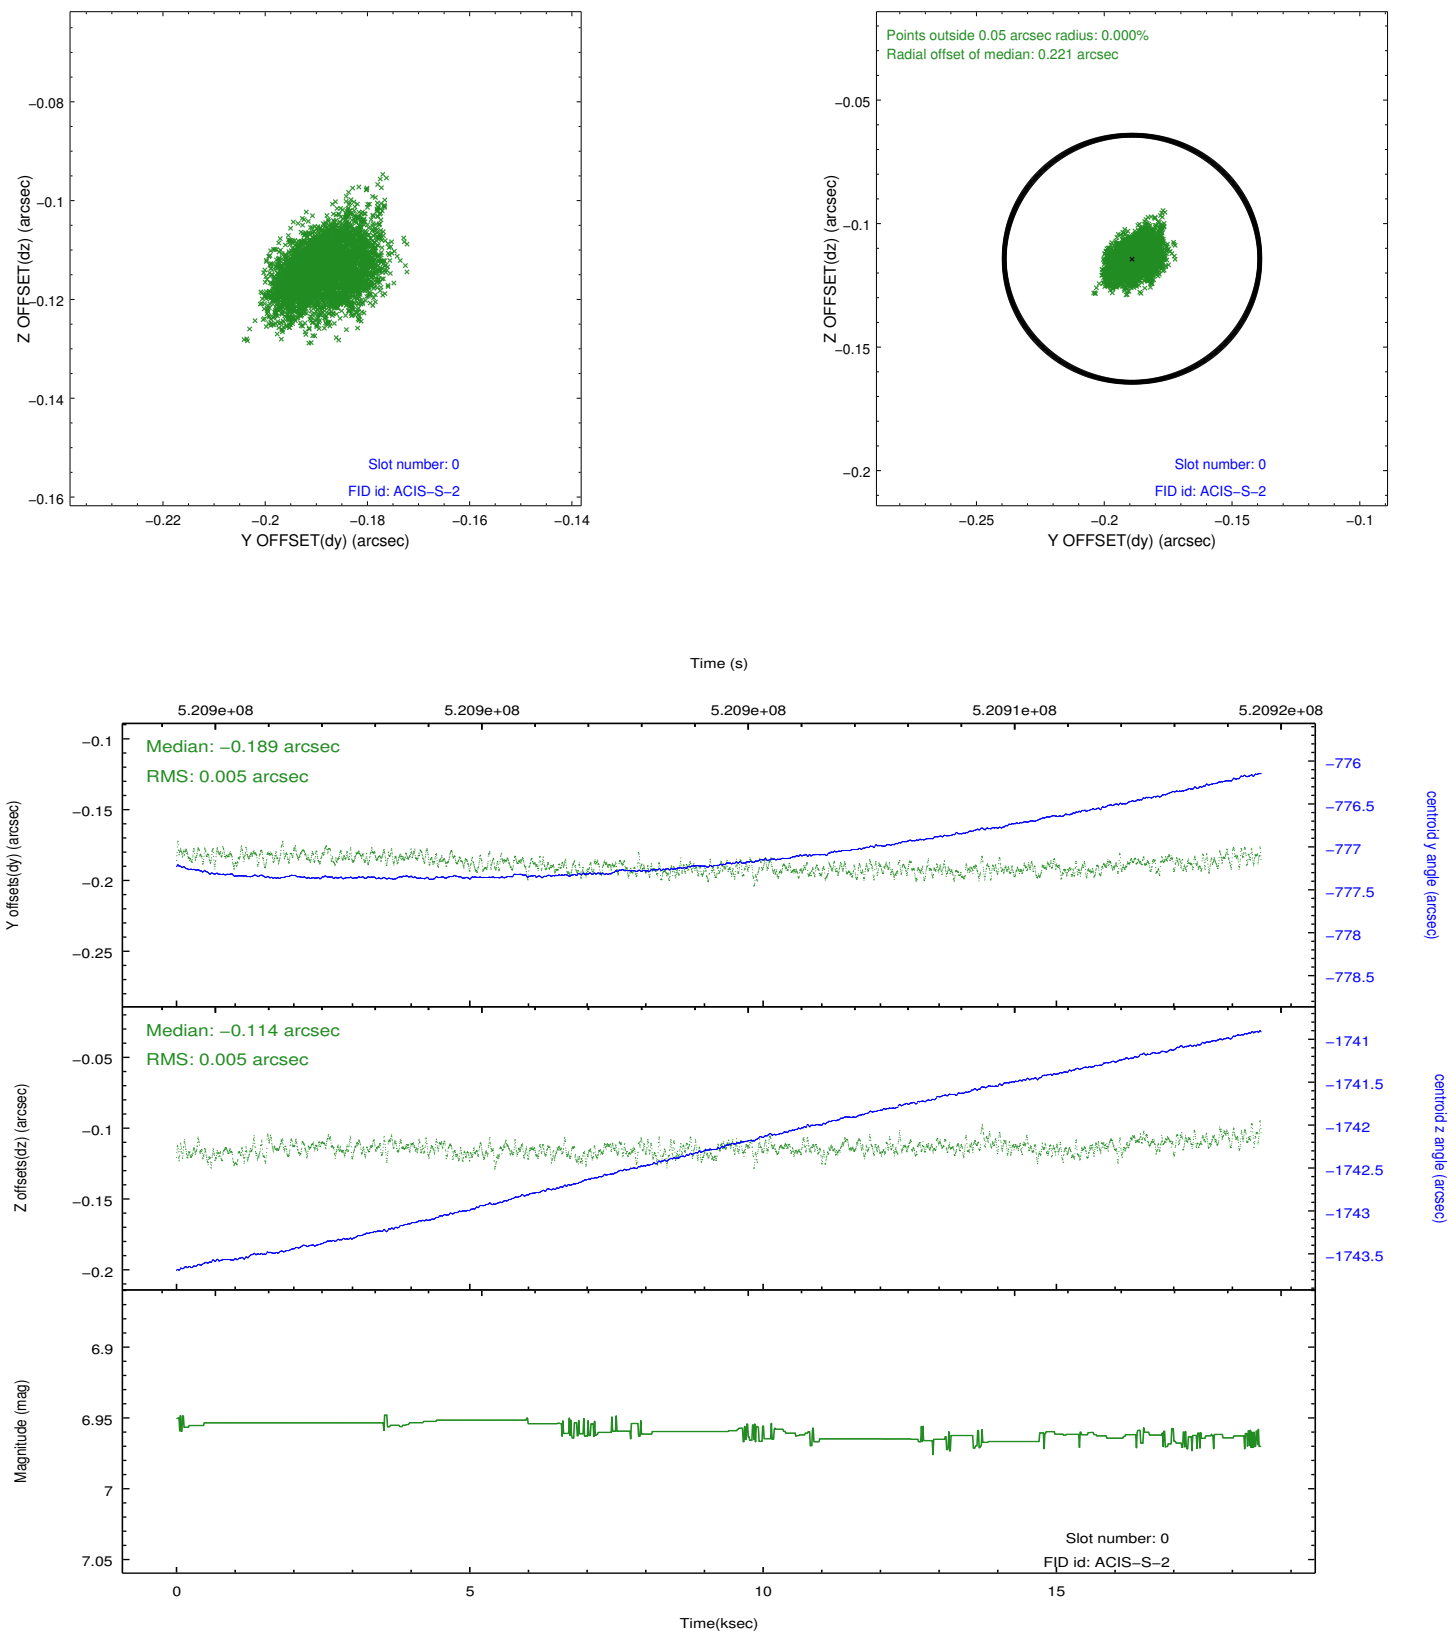 −0.08
−0.1
−0.12
−0.14
−0.16
Z OFFSET(dz) (arcsec)
Slot number: 0
FID id: ACIS−S−2
−0.22
−0.2
−0.18
−0.16
−0.14
Y OFFSET(dy) (arcsec)
Points outside 0.05 arcsec radius: 0.000%
Radial offset of median: 0.221 arcsec
−0.05
−0.1
−0.15
−0.2
Z OFFSET(dz) (arcsec)
Slot number: 0
FID id: ACIS−S−2
−0.25
−0.2
−0.15
−0.1
Y OFFSET(dy) (arcsec)
Time (s)
5.209e+08
5.209e+08
5.209e+08
5.2091e+08
5.2092e+08
Median: −0.189 arcsec
RMS: 0.005 arcsec
−0.1
−0.15
−0.2
−0.25
Y offsets(dy) (arcsec)
−776
−776.5
−777
−777.5
−778
−778.5
centroid y angle (arcsec)
Median: −0.114 arcsec
RMS: 0.005 arcsec
−0.05
−0.1
−0.15
−0.2
Z offsets(dz) (arcsec)
−1741
−1741.5
−1742
−1742.5
−1743
−1743.5
centroid z angle (arcsec)
6.9
6.95
7
7.05
Magnitude (mag)
Slot number: 0
FID id: ACIS−S−2
0
5
10
15
Time(ksec)